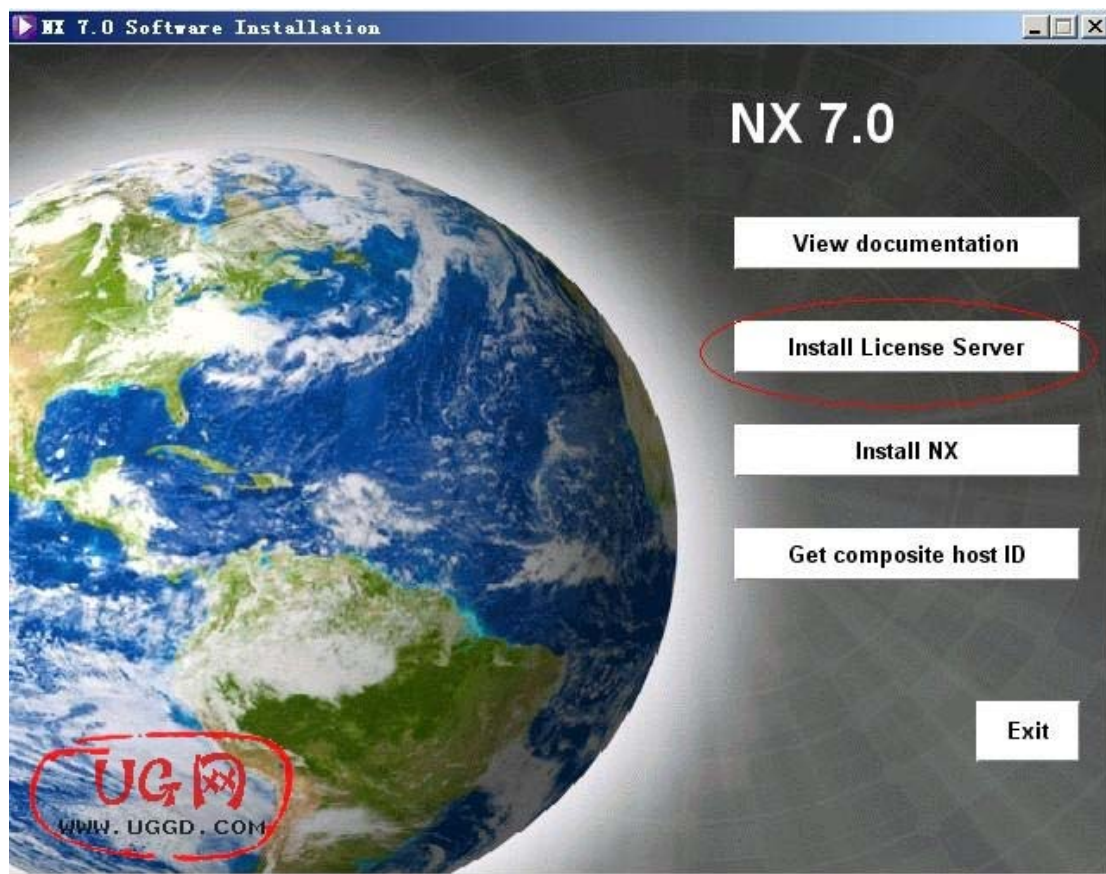 NX 7.0 Software Installation
NX 7.0
View documentation
Install License Server
Install NX
Get composite host ID
Exit
UG网
WWW.UGGD.COM